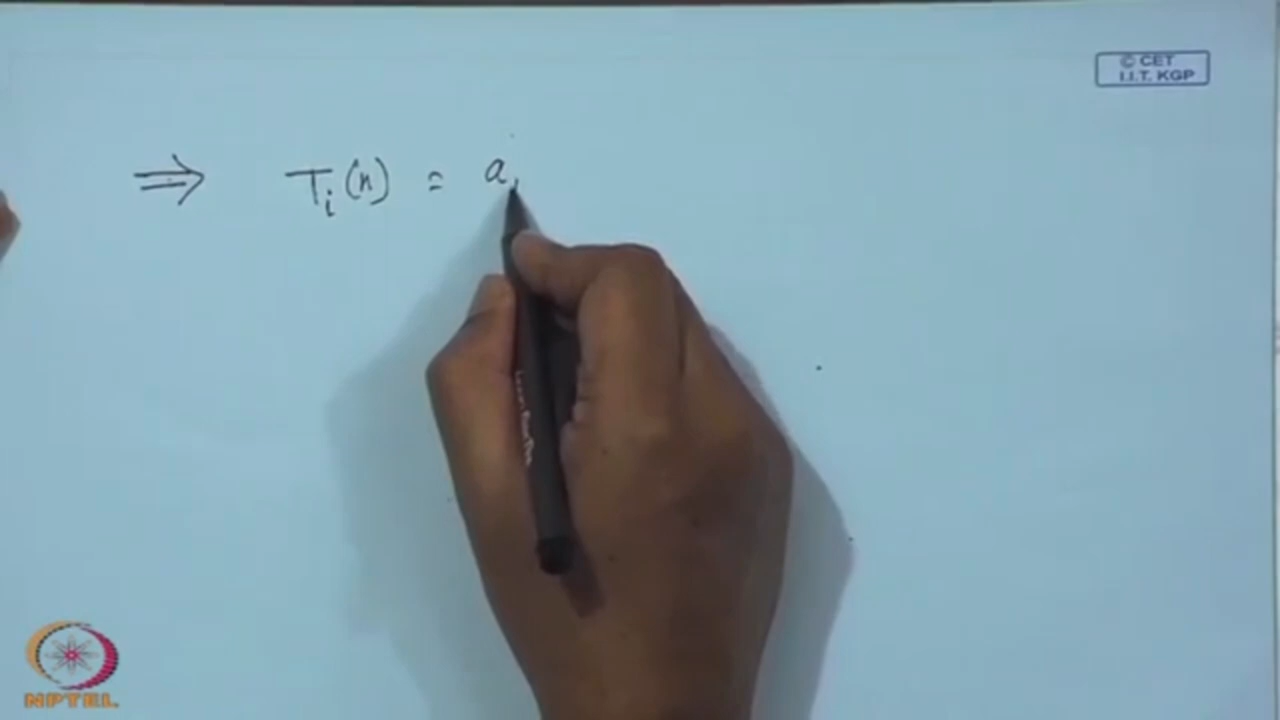 © CET
I.I.T. KGP
⇒ Tᵢ(n) = a
NPTEL